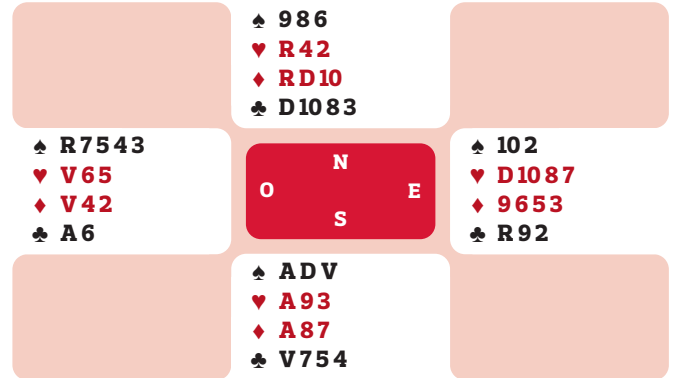 ♠ 986
♥ R42
♦ RD10
♣ D1083
♠ R7543
♥ V65
♦ V42
♣ A6
N
O E
S
♠ 102
♥ D1087
♦ 9653
♣ R92
♠ ADV
♥ A93
♦ A87
♣ V754